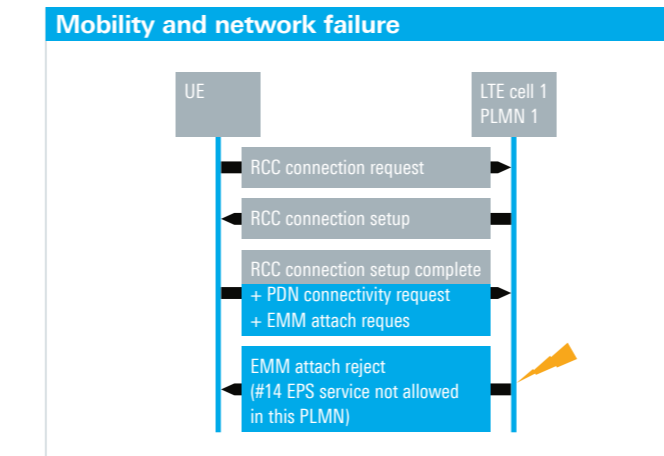 Mobility and network failure
UE
LTE cell 1
PLMN 1
RCC connection request
RCC connection setup
RCC connection setup complete
+ PDN connectivity request
+ EMM attach reques
EMM attach reject
(#14 EPS service not allowed
in this PLMN)